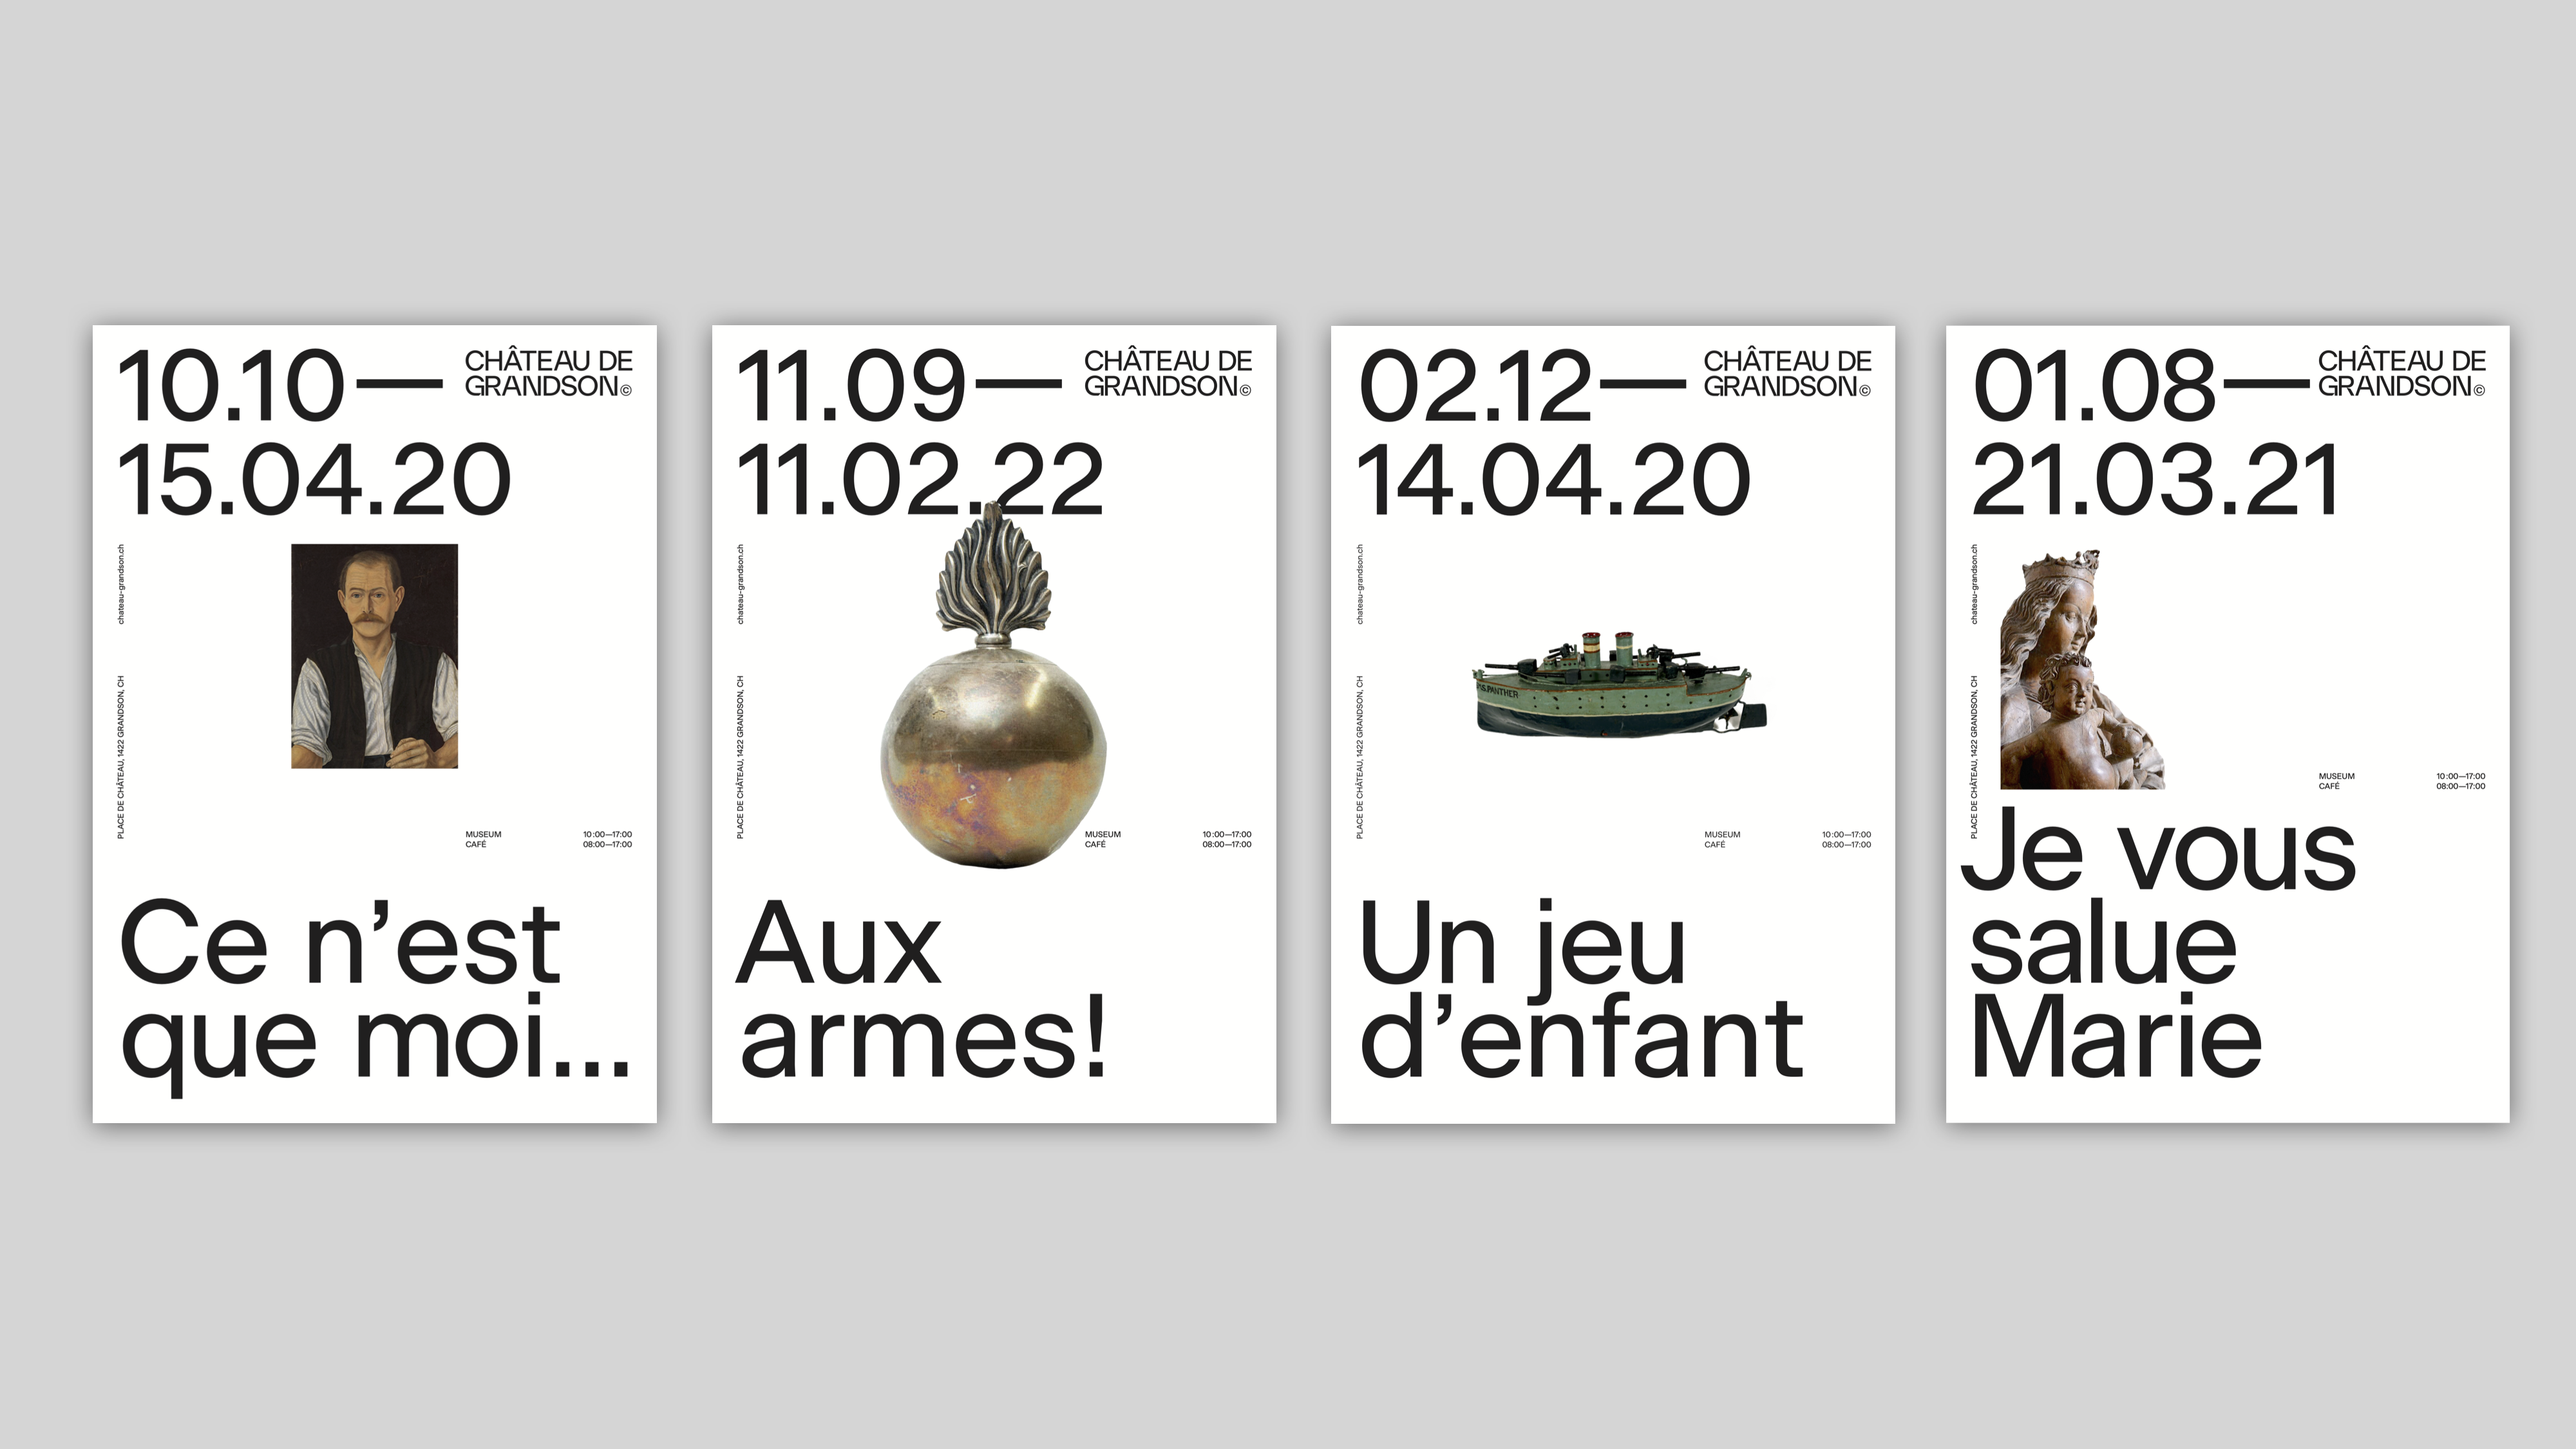 10.10—
15.04.20
CHÂTEAU DE
GRANDSON©
chateau-grandson.ch
PLACE DE CHÂTEAU, 1422 GRANDSON, CH
MUSEUM 10:00—17:00
CAFÉ 08:00—17:00
Ce n’est
que moi...
11.09—
11.02.22
CHÂTEAU DE
GRANDSON©
chateau-grandson.ch
PLACE DE CHÂTEAU, 1422 GRANDSON, CH
MUSEUM 10:00—17:00
CAFÉ 08:00—17:00
Aux
armes!
02.12—
14.04.20
CHÂTEAU DE
GRANDSON©
chateau-grandson.ch
PLACE DE CHÂTEAU, 1422 GRANDSON, CH
PANTHER
MUSEUM 10:00—17:00
CAFÉ 08:00—17:00
Un jeu
d’enfant
01.08—
21.03.21
CHÂTEAU DE
GRANDSON©
chateau-grandson.ch
PLACE DE CHÂTEAU, 1422 GRANDSON, CH
MUSEUM 10:00—17:00
CAFÉ 08:00—17:00
Je vous
salue
Marie